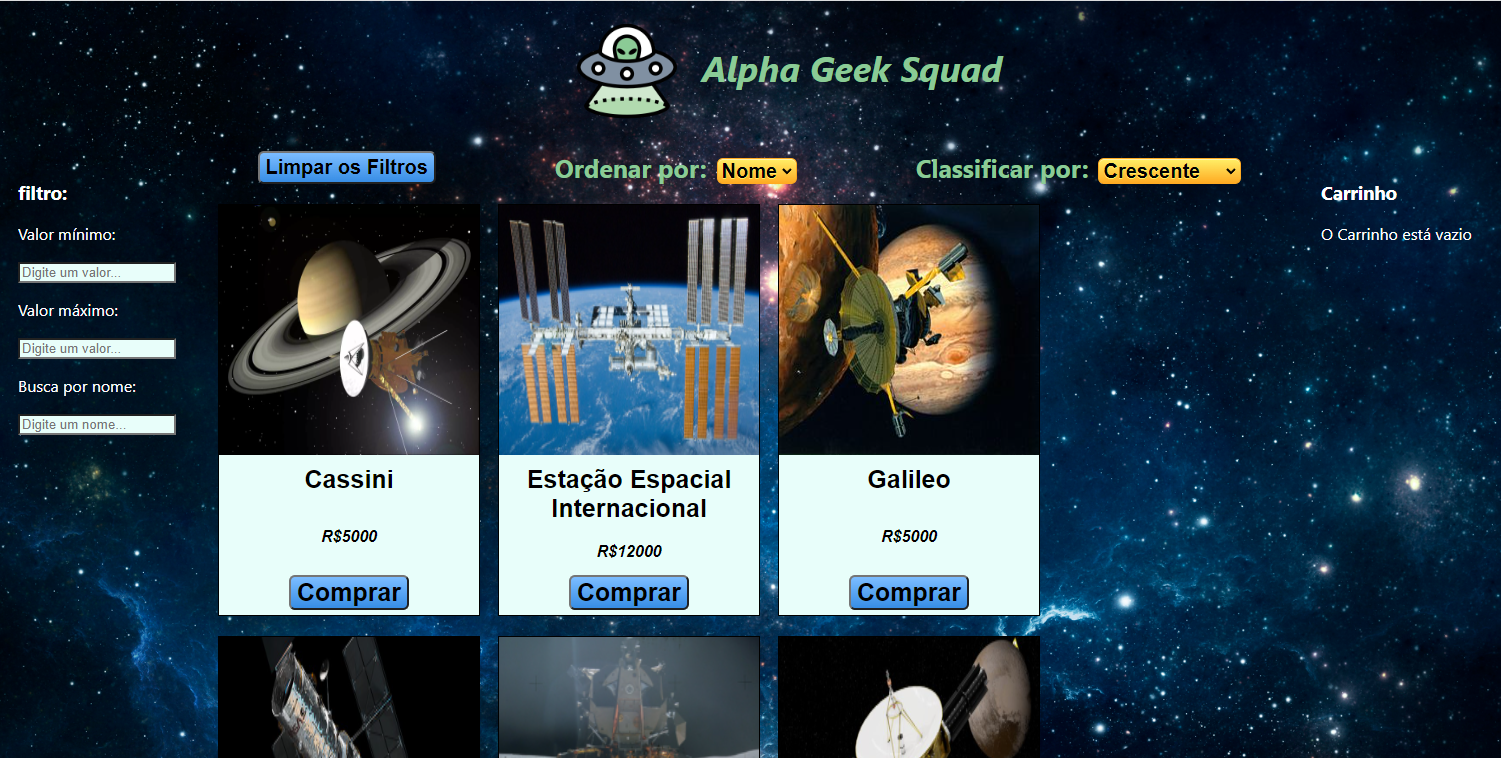 Alpha Geek Squad
Limpar os Filtros
Ordenar por: Nome
Classificar por: Crescente
filtro:
Valor mínimo:
Digite um valor...
Valor máximo:
Digite um valor...
Busca por nome:
Digite um nome...
Cassini
R$5000
Comprar
Estação Espacial
Internacional
R$12000
Comprar
Galileo
R$5000
Comprar
Carrinho
O Carrinho está vazio